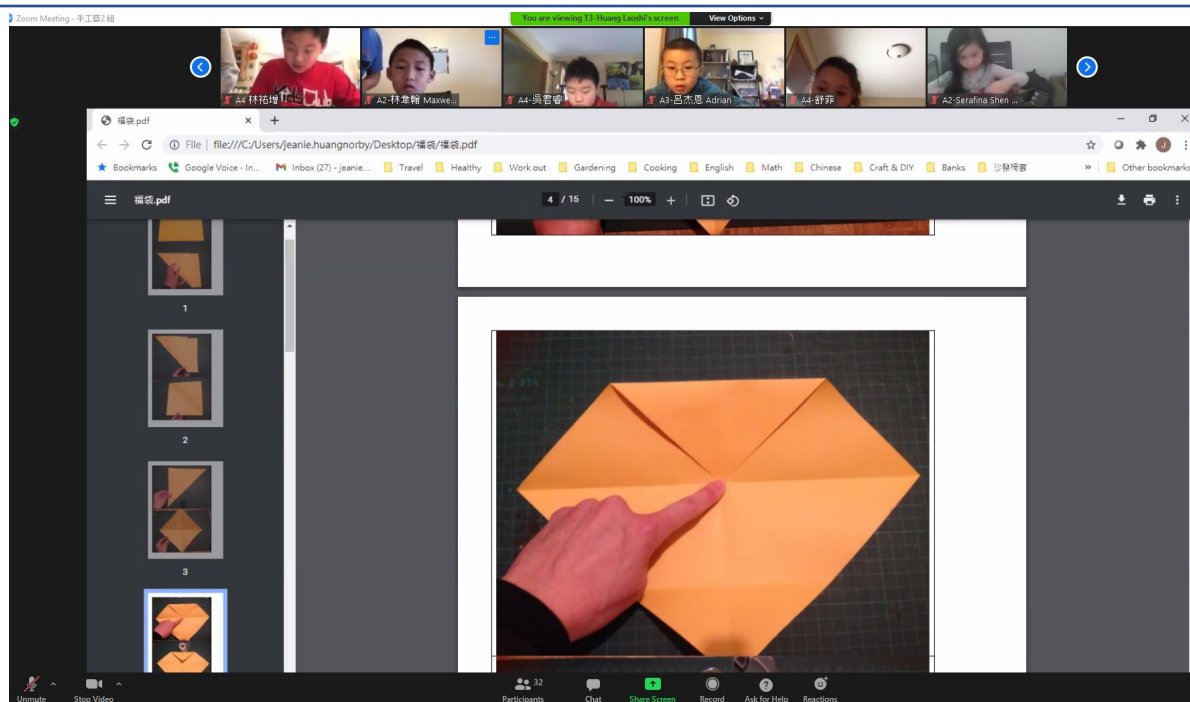 Zoom Meeting - 手工藝2組
You are viewing T3-Huang Laoshi's screen View Options
A4 林祐增
A2-林韋翰 Maxwe...
A4-吳君睿
A3-呂杰恩 Adrian
A4-舒菲
A2-Serafina Shen ...
福袋.pdf
File | file:///C:/Users/jeanie.huangnorby/Desktop/福袋/福袋.pdf
J
Bookmarks Google Voice - In... Inbox (27) - jeanie.... Travel Healthy Work out Gardening Cooking English Math Chinese Craft & DIY Banks 沙發椅套 » Other bookmarks
福袋.pdf 4 / 15 100%
1
2
3
Unmute Stop Video Participants 32 Chat Share Screen Record Ask for Help Reactions